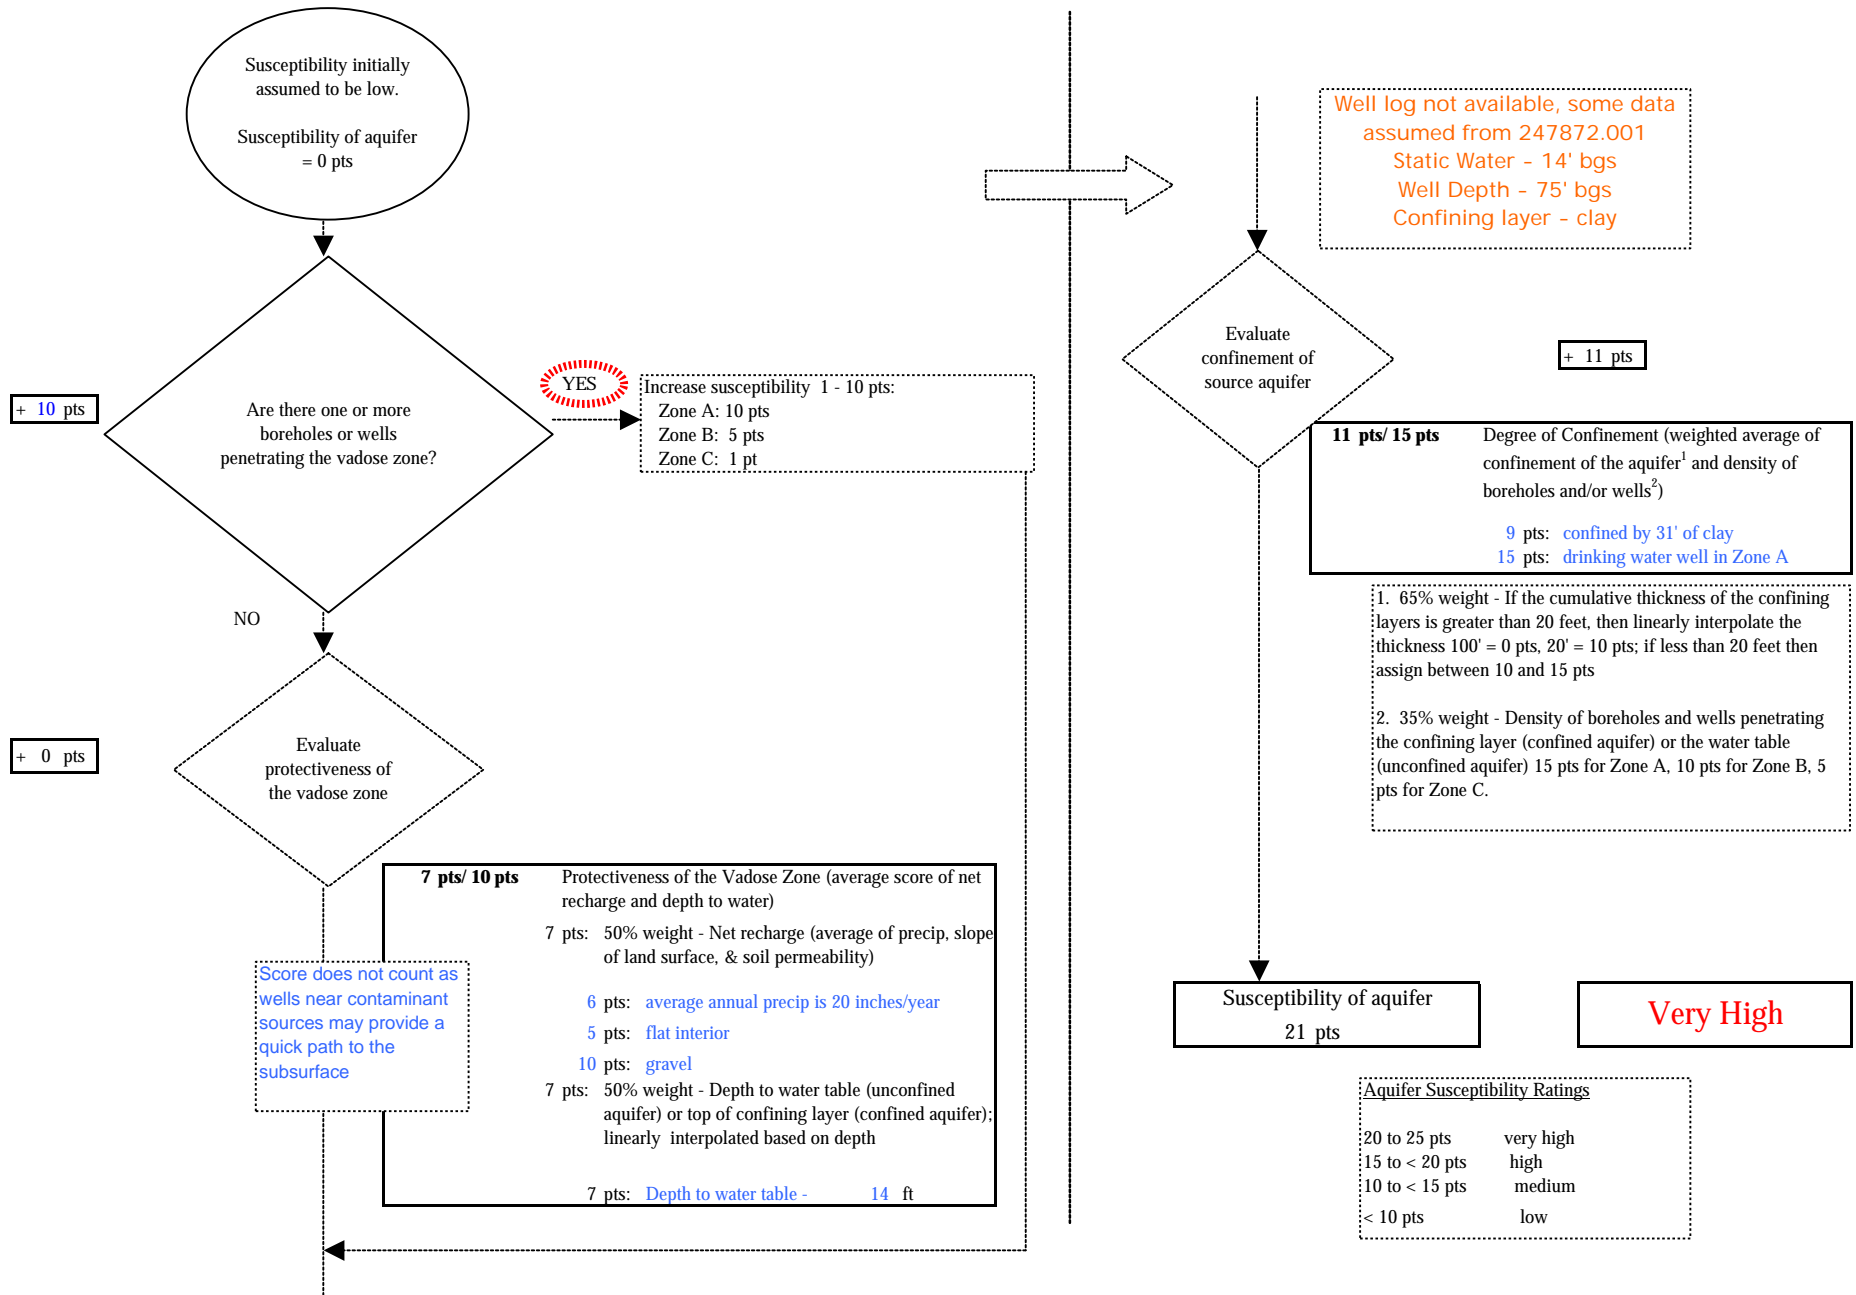 Susceptibility initially
assumed to be low.
Susceptibility of aquifer
= 0 pts
+ 10 pts
Are there one or more
boreholes or wells
penetrating the vadose zone?
YES
Increase susceptibility 1 - 10 pts:
Zone A: 10 pts
Zone B: 5 pts
Zone C: 1 pt
NO
+ 0 pts
Evaluate
protectiveness of
the vadose zone
7 pts/ 10 pts Protectiveness of the Vadose Zone (average score of net
recharge and depth to water)
7 pts: 50% weight - Net recharge (average of precip, slope
of land surface, & soil permeability)
6 pts: average annual precip is 20 inches/year
5 pts: flat interior
10 pts: gravel
7 pts: 50% weight - Depth to water table (unconfined
aquifer) or top of confining layer (confined aquifer);
linearly interpolated based on depth
7 pts: Depth to water table - 14 ft
Score does not count as
wells near contaminant
sources may provide a
quick path to the
subsurface
Well log not available, some data
assumed from 247872.001
Static Water - 14' bgs
Well Depth - 75' bgs
Confining layer - clay
Evaluate
confinement of
source aquifer
+ 11 pts
11 pts/ 15 pts Degree of Confinement (weighted average of
confinement of the aquifer1 and density of
boreholes and/or wells2)
9 pts: confined by 31' of clay
15 pts: drinking water well in Zone A
1. 65% weight - If the cumulative thickness of the confining
layers is greater than 20 feet, then linearly interpolate the
thickness 100' = 0 pts, 20' = 10 pts; if less than 20 feet then
assign between 10 and 15 pts
2. 35% weight - Density of boreholes and wells penetrating
the confining layer (confined aquifer) or the water table
(unconfined aquifer) 15 pts for Zone A, 10 pts for Zone B, 5
pts for Zone C.
Susceptibility of aquifer
21 pts
Very High
Aquifer Susceptibility Ratings
20 to 25 pts very high
15 to < 20 pts high
10 to < 15 pts medium
< 10 pts low